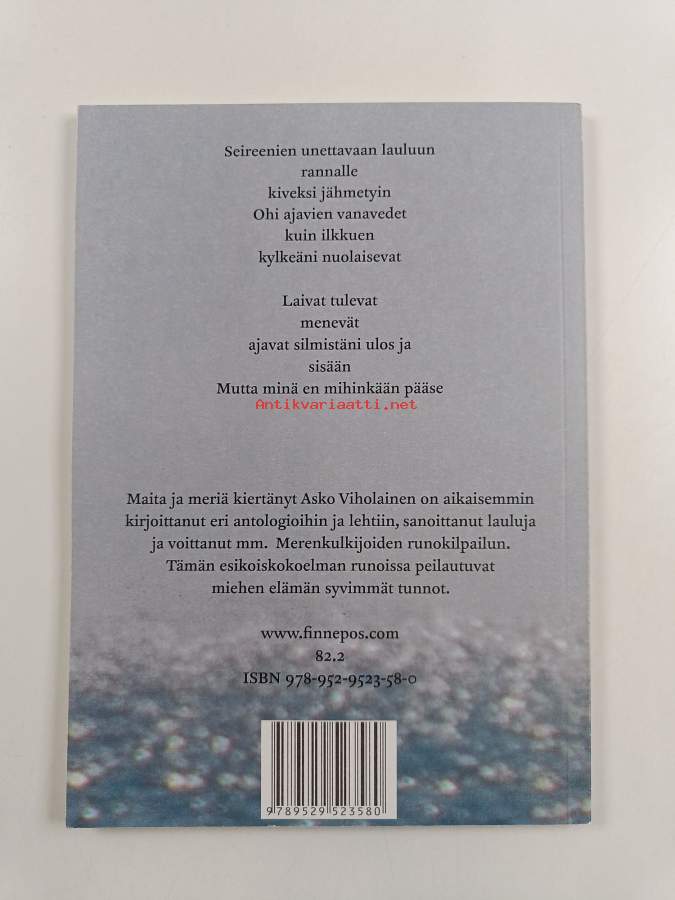 Seireenien unettavaan lauluun
rannalle
kiveksi jähmetyin
Ohi ajavien vanavedet
kuin ilkkuen
kylkeäni nuolaisevat
Laivat tulevat
menevät
ajavat silmistäni ulos ja
sisään
Mutta minä en mihinkään pääse
Antikvariaatti.net
Maita ja meriä kiertänyt Asko Viholainen on aikaisemmin
kirjoittanut eri antologioihin ja lehtiin, sanoittanut lauluja
ja voittanut mm. Merenkulkijoiden runokilpailun.
Tämän esikoiskokoelman runoissa peilautuvat
miehen elämän syvimmät tunnot.
www.finnepos.com
82.2
ISBN 978-952-9523-58-0
9 789529 523580